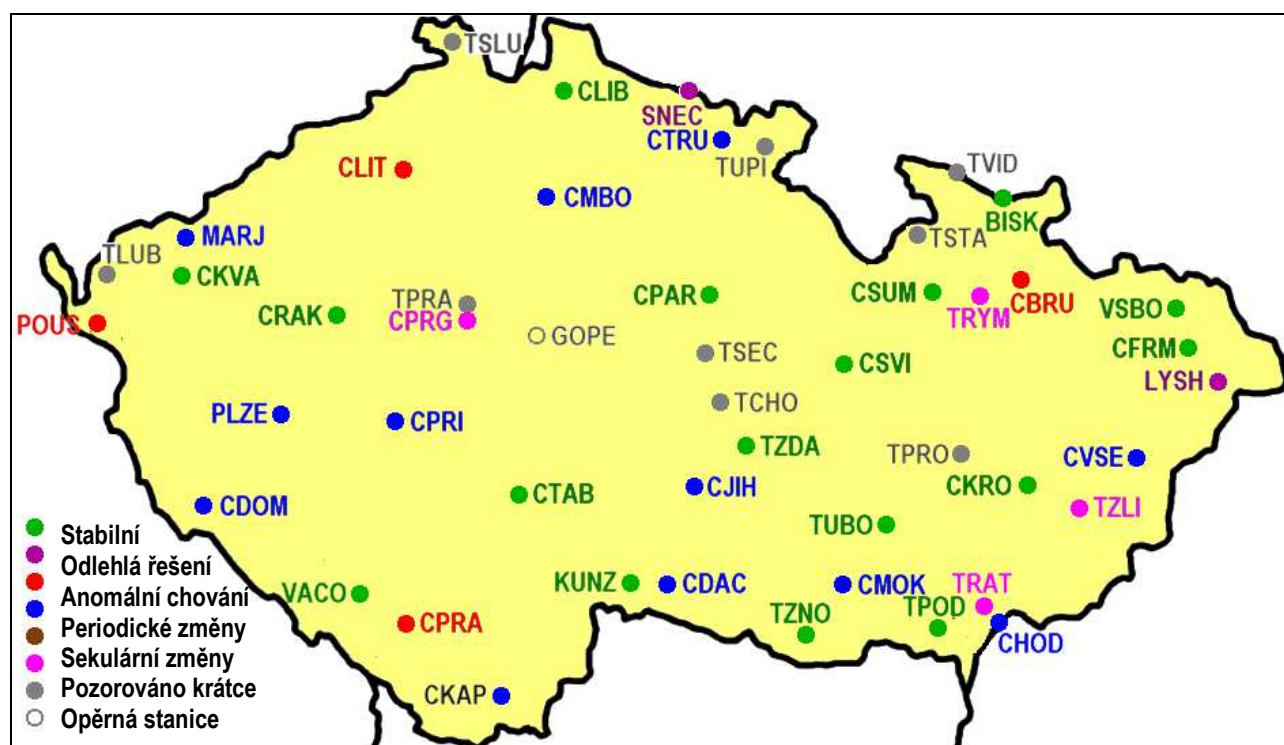 TSLU
CLIB
SNEC
CTRU
TUPI
CLIT
TVID
CMBO
BISK
MARJ
TSTA
TLUB
CKVA
CPAR
CSUM
TRYM
CBRU
TPRA
CRAK
CPRG
VSBO
POUS
GOPE
TSEC
CSVI
CFRM
LYSH
TCHO
PLZE
CPRI
TZDA
TPRO
CVSE
CTAB
CJIH
CKRO
CDOM
TZLI
TUBO
Stabilní
Odlehlá řešení
Anomální chování
Periodické změny
Sekulární změny
Pozorováno krátce
Opěrná stanice
VACO
KUNZ
CDAC
CMOK
TRAT
CPRA
TZNO
TPOD
CHOD
CKAP